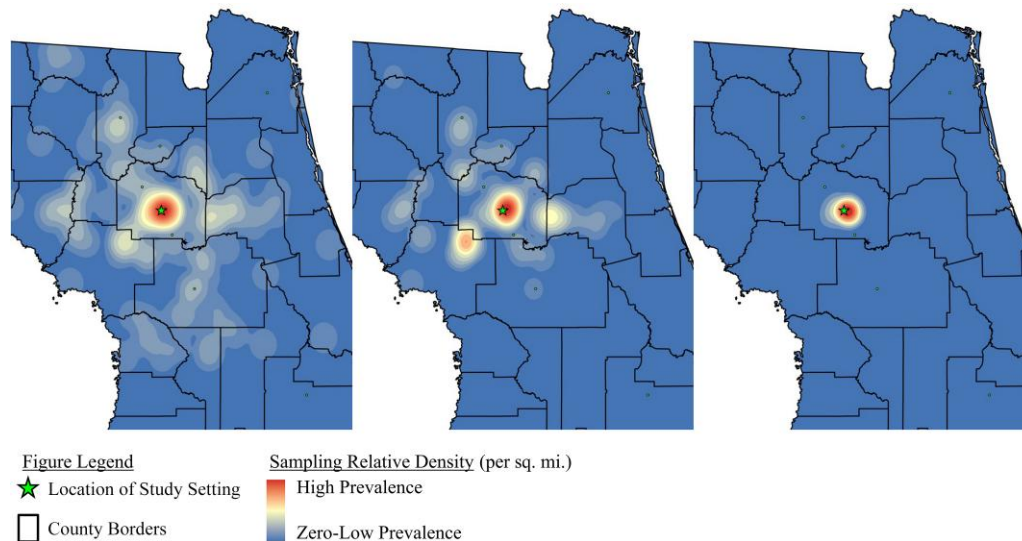 Figure Legend
Sampling Relative Density (per sq. mi.)
Location of Study Setting
High Prevalence
County Borders
Zero-Low Prevalence